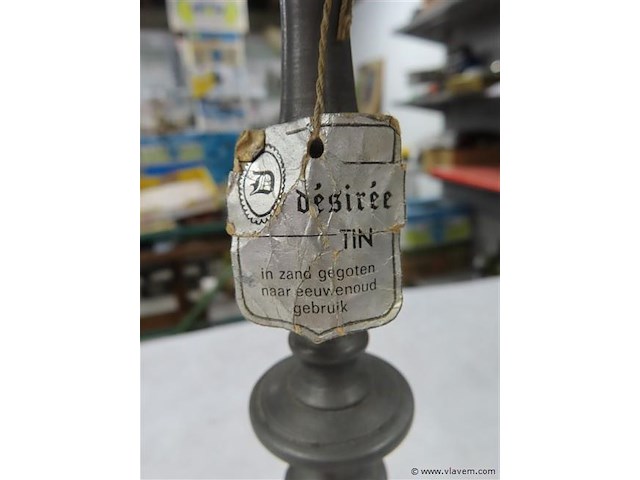 D
désirée
TIN
in zand gegoten
naar eeuwenoud
gebruik
© www.vlavem.com